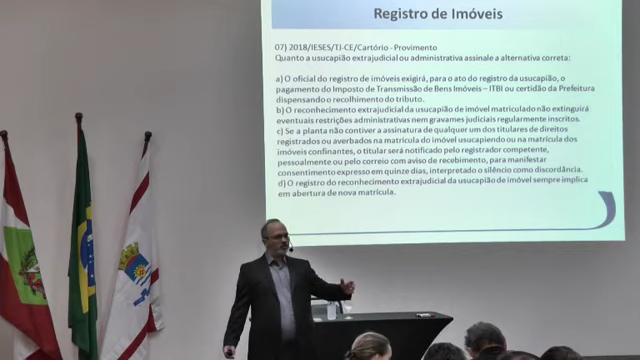 Registro de Imóveis
07) 2018/IESES/TJ-CE/Cartório - Provimento
Quanto a usucapião extrajudicial ou administrativa assinale a alternativa correta:
a) O oficial do registro de imóveis exigirá, para o ato do registro da usucapião, o
pagamento do Imposto de Transmissão de Bens Imóveis – ITBI ou certidão da Prefeitura
dispensando o recolhimento do tributo.
b) O reconhecimento extrajudicial da usucapião de imóvel matriculado não extinguirá
eventuais restrições administrativas nem gravames judiciais regularmente inscritos.
c) Se a planta não contiver a assinatura de qualquer um dos titulares de direitos
registrados ou averbados na matrícula do imóvel usucapiendo ou na matrícula dos
imóveis confinantes, o titular será notificado pelo registrador competente,
pessoalmente ou pelo correio com aviso de recebimento, para manifestar
consentimento expresso em quinze dias, interpretado o silêncio como discordância.
d) O registro do reconhecimento extrajudicial da usucapião de imóvel sempre implica
em abertura de nova matrícula.